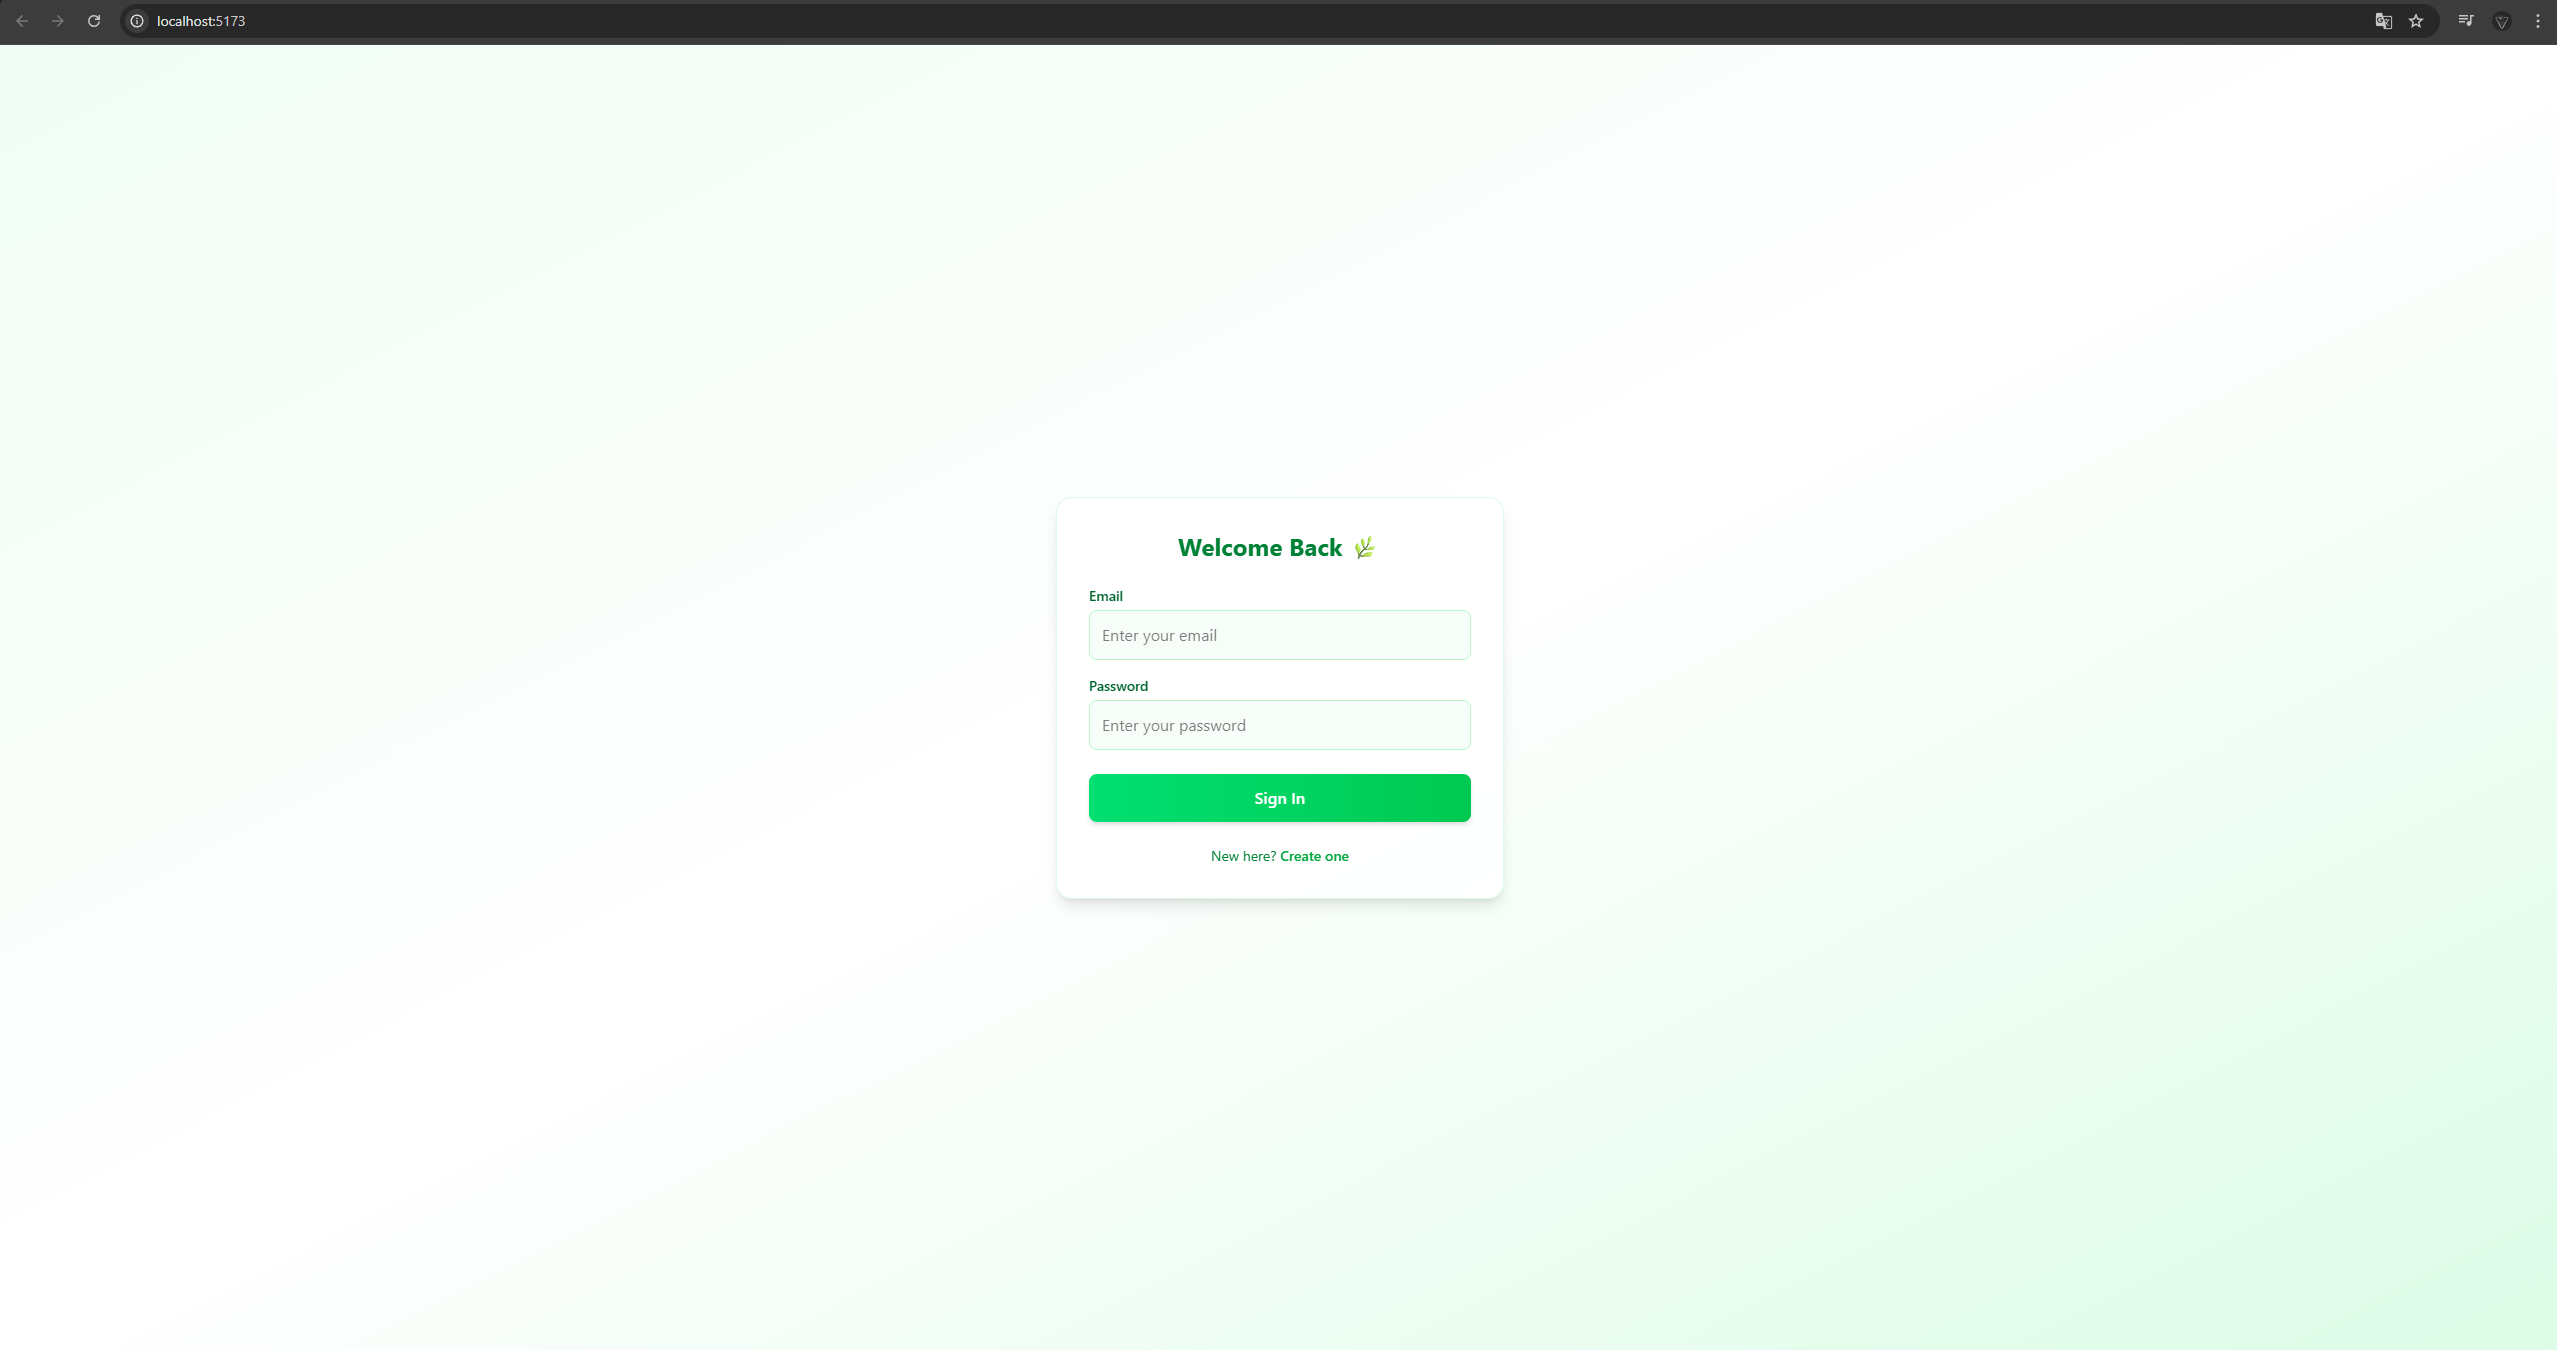 localhost:5173
Welcome Back 🌿
Email
Enter your email
Password
Enter your password
Sign In
New here? Create one